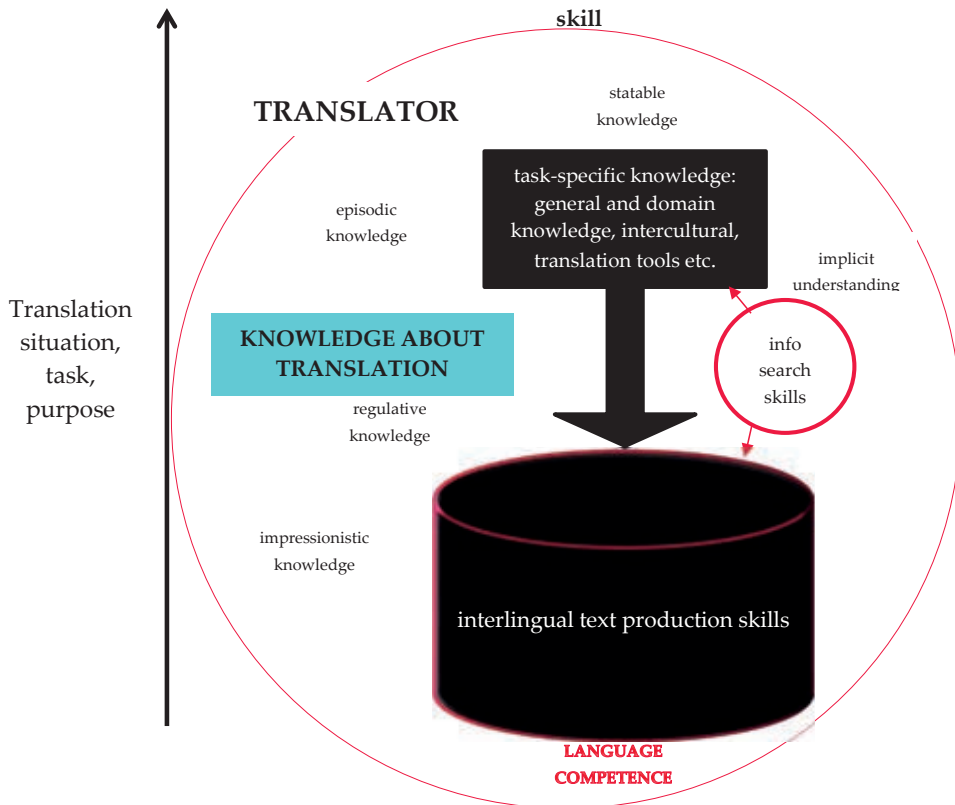 skill
TRANSLATOR
statable
knowledge
task-specific knowledge:
general and domain
knowledge, intercultural,
translation tools etc.
episodic
knowledge
implicit
understanding
Translation
situation,
task,
purpose
KNOWLEDGE ABOUT
TRANSLATION
info
search
skills
regulative
knowledge
impressionistic
knowledge
interlingual text production skills
LANGUAGE
COMPETENCE